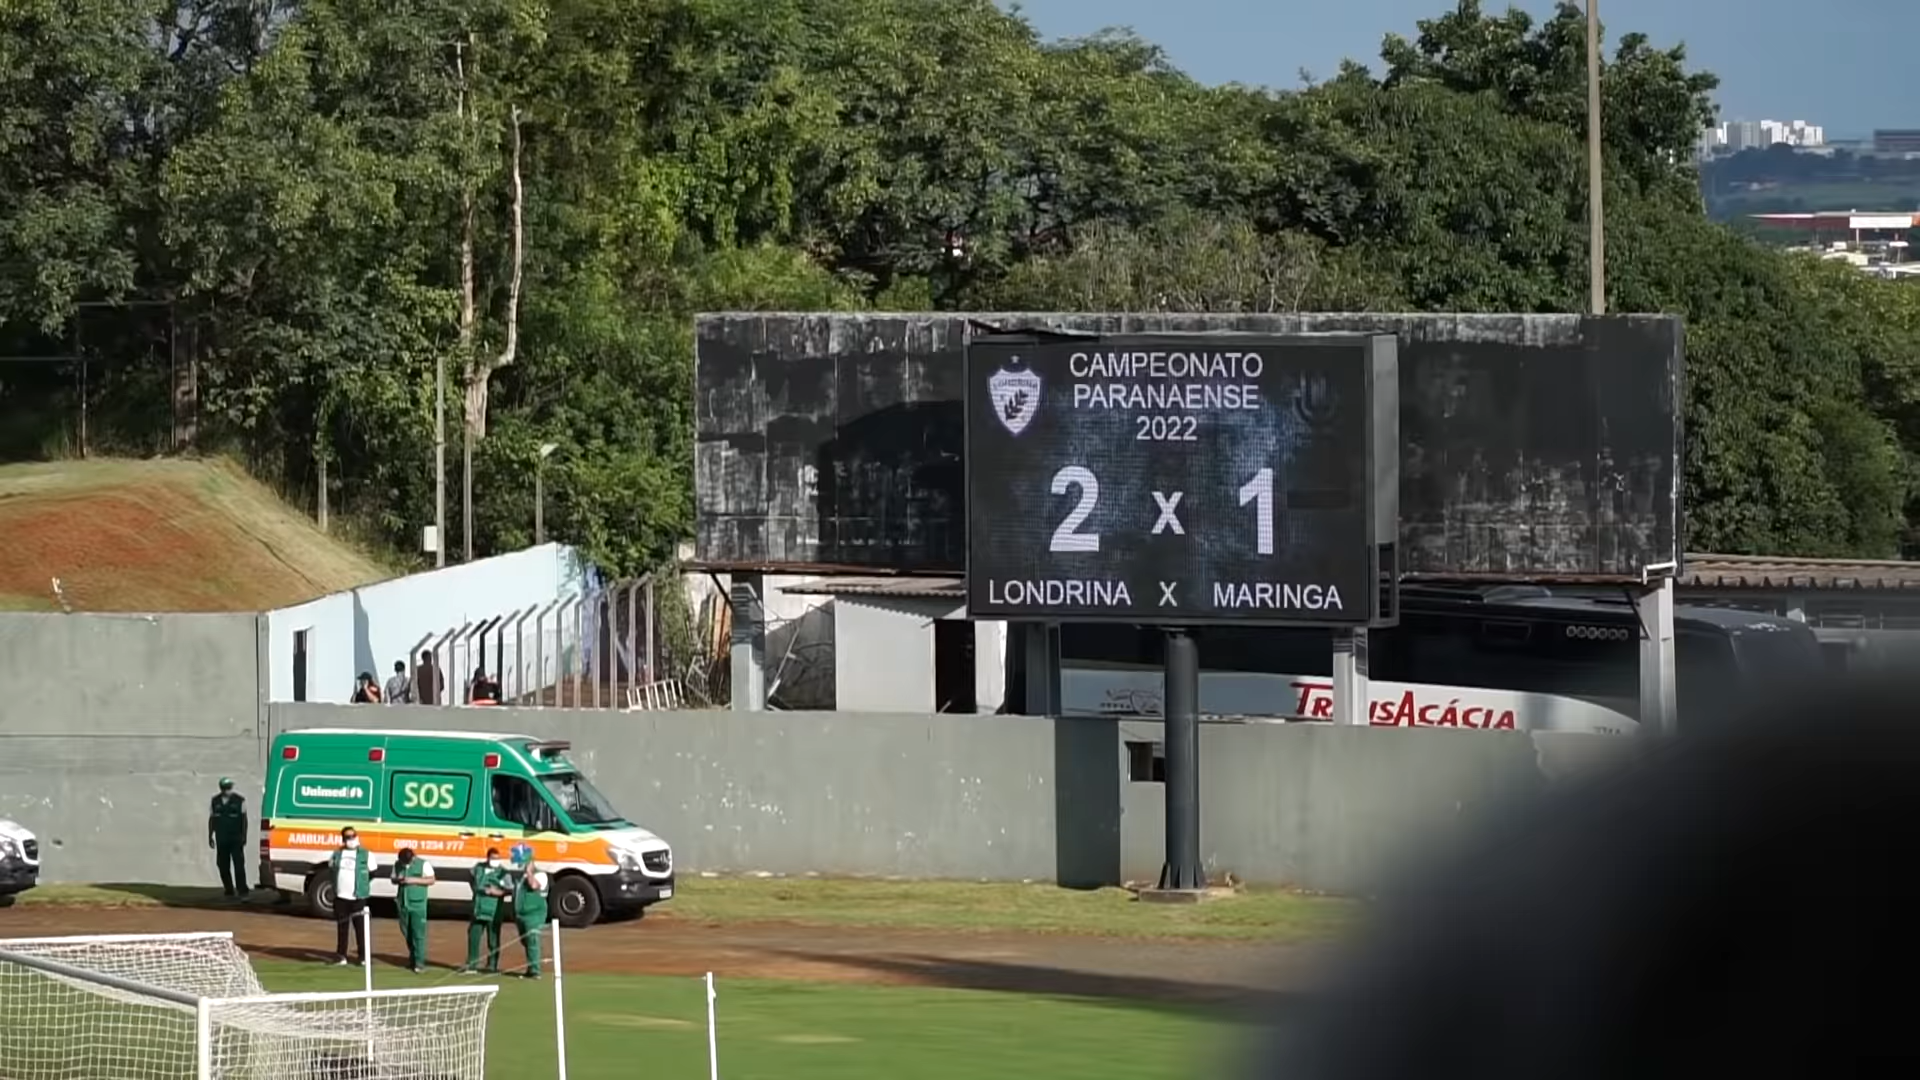 CAMPEONATO
PARANAENSE
2022
2 X 1
LONDRINA X MARINGA
TRANSACÁCIA
Unimed
SOS
AMBULÂN
0800 1234 777